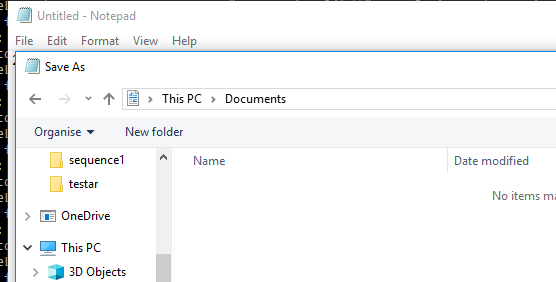 Untitled - Notepad
File Edit Format View Help
Save As
This PC > Documents
Organise New folder
sequence1
testar
OneDrive
This PC
3D Objects
Name Date modified
No items